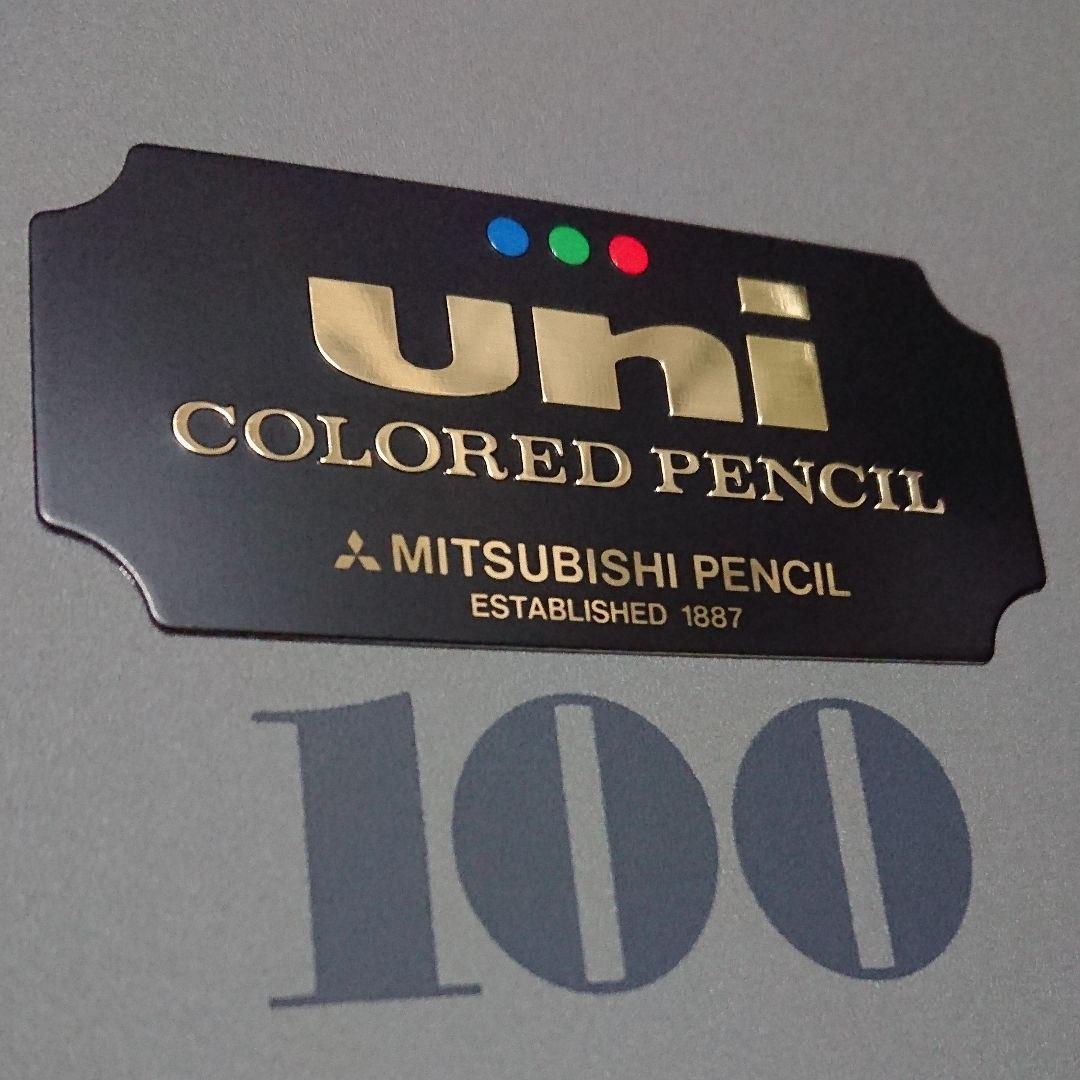 uni
COLORED PENCIL
MITSUBISHI PENCIL
ESTABLISHED 1887
100